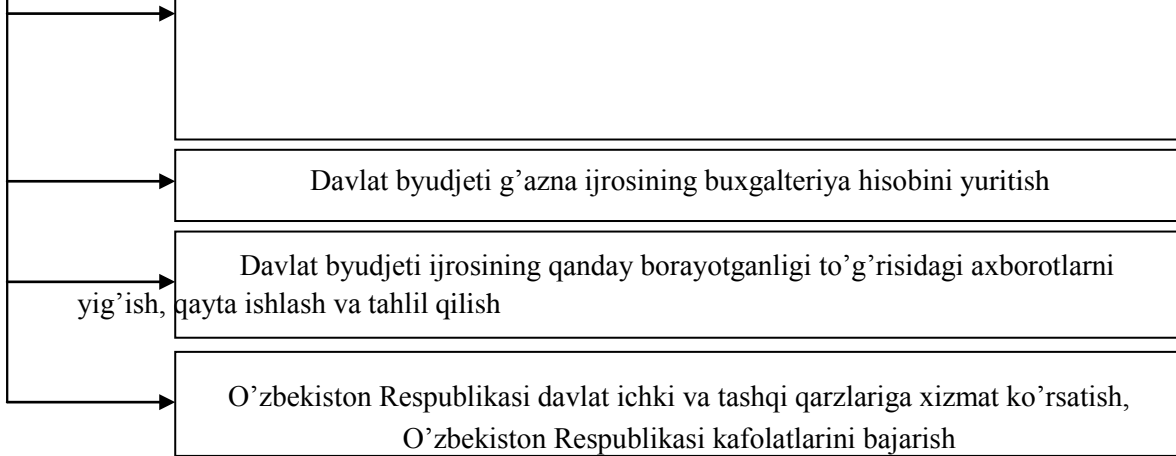 Davlat byudjeti g’azna ijrosining buxgalteriya hisobini yuritish
Davlat byudjeti ijrosining qanday borayotganligi to’g’risidagi axborotlarni
yig’ish, qayta ishlash va tahlil qilish
O’zbekiston Respublikasi davlat ichki va tashqi qarzlariga xizmat ko’rsatish,
O’zbekiston Respublikasi kafolatlarini bajarish